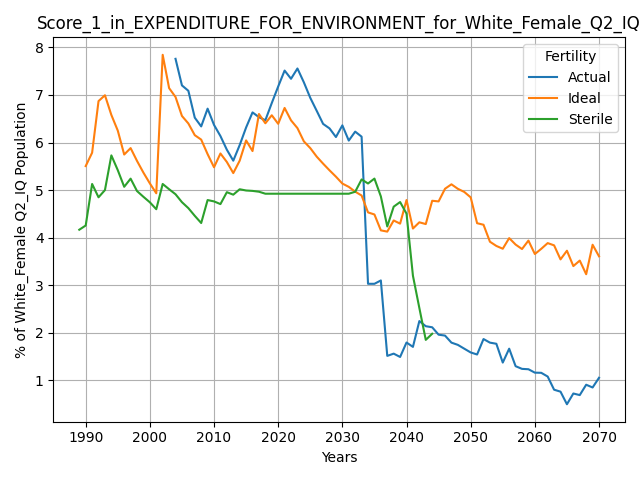 Score_1_in_EXPENDITURE_FOR_ENVIRONMENT_for_White_Female_Q2_IQ
% of White_Female Q2_IQ Population
8
7
6
5
4
3
2
1
Fertility
Actual
Ideal
Sterile
1990 2000 2010 2020 2030 2040 2050 2060 2070
Years